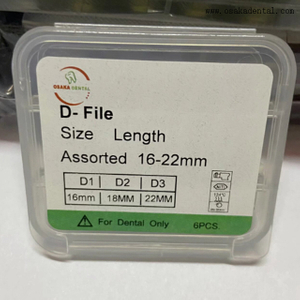 www.osakadental.com
OSAKA DENTAL
D- File
Size Length
Assorted 16-22mm
D1 D2 D3
16mm 18MM 22MM
For Dental Only 6PCS.